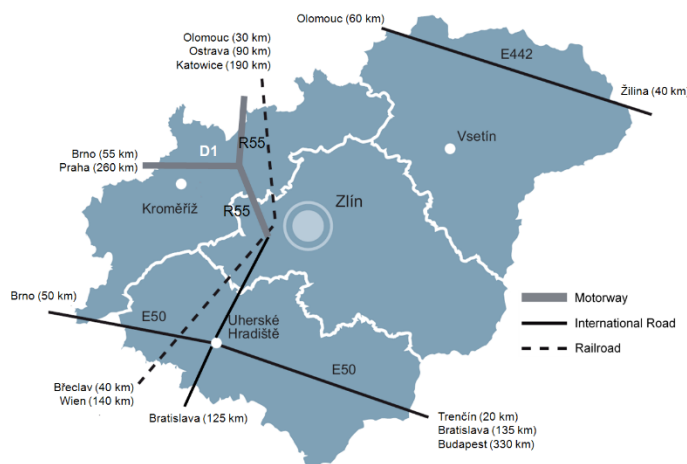 Olomouc (60 km)
E442
Žilina (40 km)
Olomouc (30 km)
Ostrava (90 km)
Katowice (190 km)
D1
R55
Brno (55 km)
Praha (260 km)
Vsetín
Kroměříž
R55
Zlín
Brno (50 km)
E50
Uherské
Hradiště
E50
Motorway
International Road
Railroad
Břeclav (40 km)
Wien (140 km)
Bratislava (125 km)
Trenčín (20 km)
Bratislava (135 km)
Budapest (330 km)